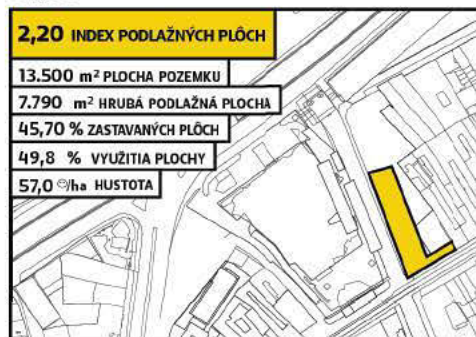 2,20 INDEX PODLAŽNÝCH PLÔCH
13.500 m² PLOCHA POZEMKU
7.790 m² HRUBÁ PODLAŽNÁ PLOCHA
45,70 % ZASTAVANÝCH PLÔCH
49,8 % VYUŽITIA PLOCHY
57,0 /ha HUSTOTA